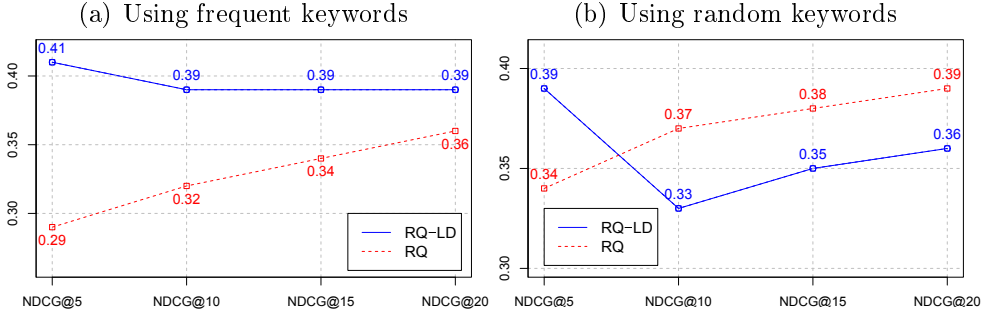 (a) Using frequent keywords
0.41
0.39
0.39
0.39
0.40
0.35
0.30
0.36
0.34
0.32
0.29
RQ-LD
RQ
NDCG@5 NDCG@10 NDCG@15 NDCG@20
(b) Using random keywords
0.39
0.33
0.35
0.36
0.40
0.35
0.30
0.34
0.37
0.38
0.39
RQ-LD
RQ
NDCG@5 NDCG@10 NDCG@15 NDCG@20